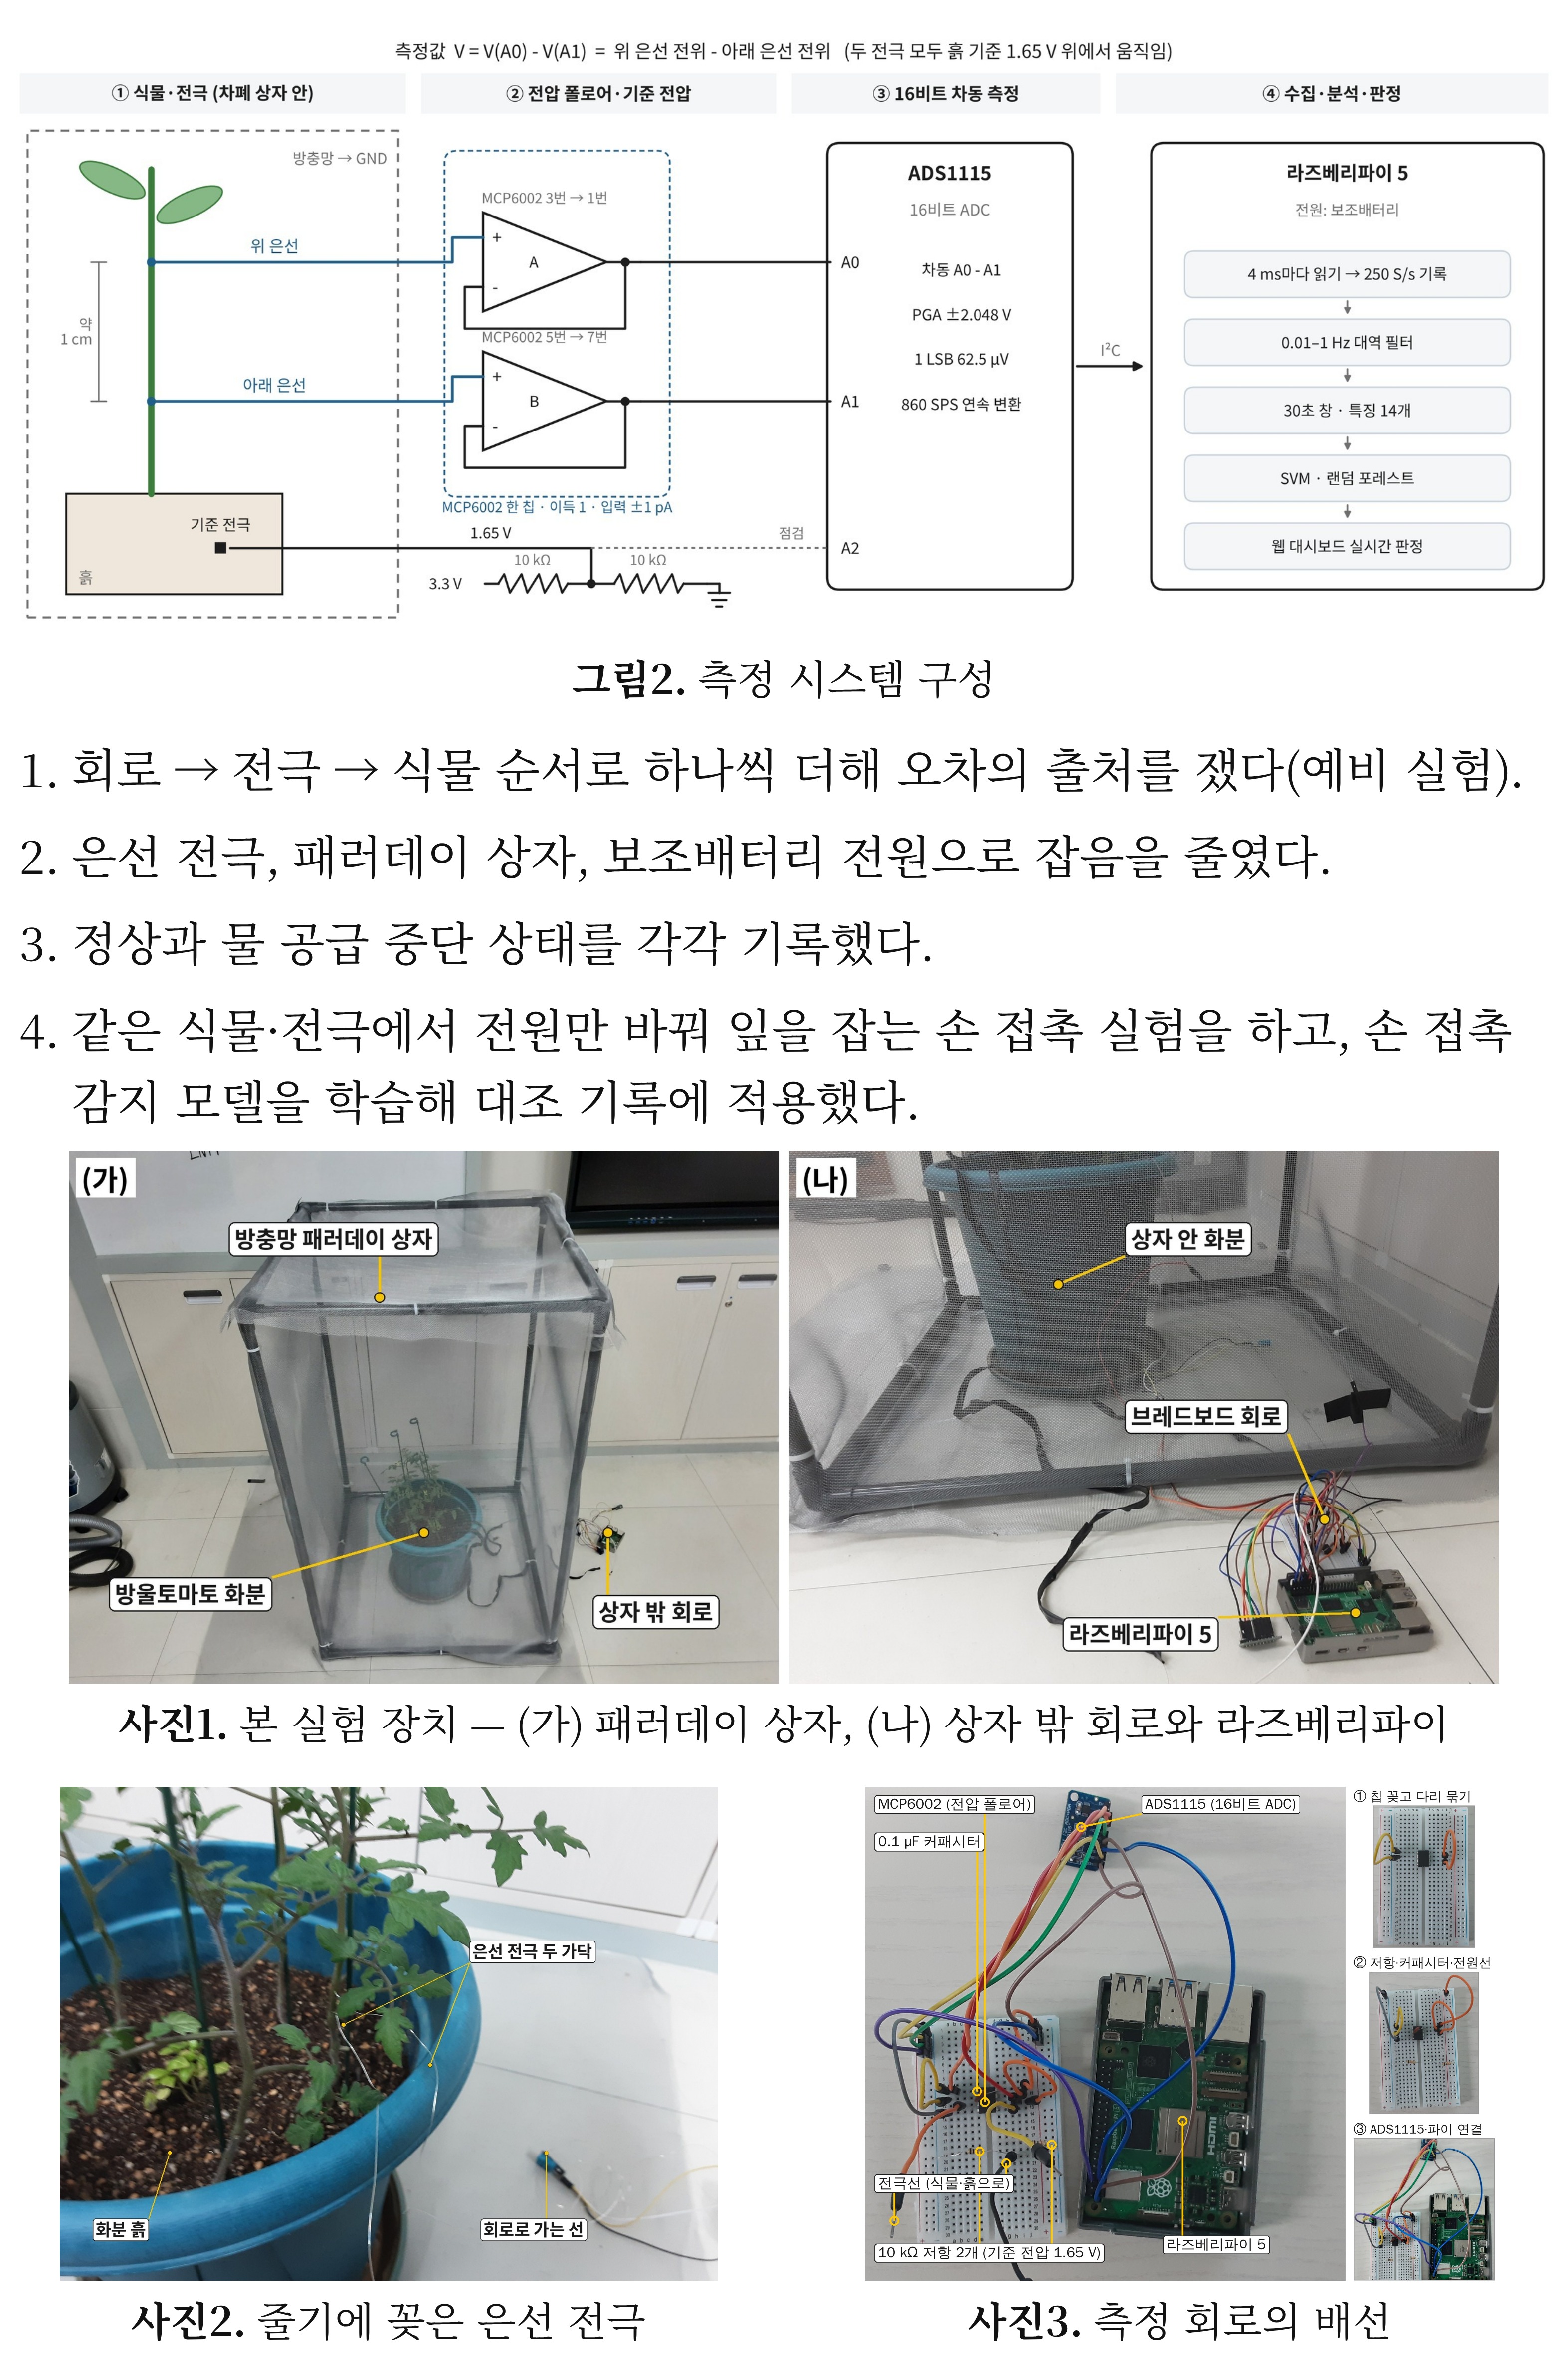 측정값 V = V(A0) - V(A1) = 위 은선 전위 - 아래 은선 전위 (두 전극 모두 흙 기준 1.65 V 위에서 움직임)
① 식물·전극 (차폐 상자 안)
② 전압 폴로어·기준 전압
③ 16비트 차동 측정
④ 수집·분석·판정
방충망 → GND
위 은선
약
1 cm
아래 은선
기준 전극
흙
MCP6002 3번 → 1번
+
A
-
MCP6002 5번 → 7번
+
B
-
MCP6002 한 칩 · 이득 1 · 입력 ±1 pA
1.65 V
10 kΩ
10 kΩ
3.3 V
점검
ADS1115
16비트 ADC
A0
차동 A0 - A1
PGA ±2.048 V
1 LSB 62.5 µV
A1
860 SPS 연속 변환
A2
I²C
라즈베리파이 5
전원: 보조배터리
4 ms마다 읽기 → 250 S/s 기록
0.01–1 Hz 대역 필터
30초 창 · 특징 14개
SVM · 랜덤 포레스트
웹 대시보드 실시간 판정
그림2. 측정 시스템 구성
1. 회로 → 전극 → 식물 순서로 하나씩 더해 오차의 출처를 쟀다(예비 실험).
2. 은선 전극, 패러데이 상자, 보조배터리 전원으로 잡음을 줄였다.
3. 정상과 물 공급 중단 상태를 각각 기록했다.
4. 같은 식물·전극에서 전원만 바꿔 잎을 잡는 손 접촉 실험을 하고, 손 접촉
감지 모델을 학습해 대조 기록에 적용했다.
(가)
방충망 패러데이 상자
방울토마토 화분
상자 밖 회로
(나)
상자 안 화분
브레드보드 회로
라즈베리파이 5
사진1. 본 실험 장치 — (가) 패러데이 상자, (나) 상자 밖 회로와 라즈베리파이
은선 전극 두 가닥
화분 흙
회로로 가는 선
사진2. 줄기에 꽂은 은선 전극
MCP6002 (전압 폴로어)
ADS1115 (16비트 ADC)
0.1 µF 커패시터
HDMI
전극선 (식물·흙으로)
10 kΩ 저항 2개 (기준 전압 1.65 V)
라즈베리파이 5
① 칩 꽂고 다리 묶기
② 저항·커패시터·전원선
③ ADS1115·파이 연결
사진3. 측정 회로의 배선